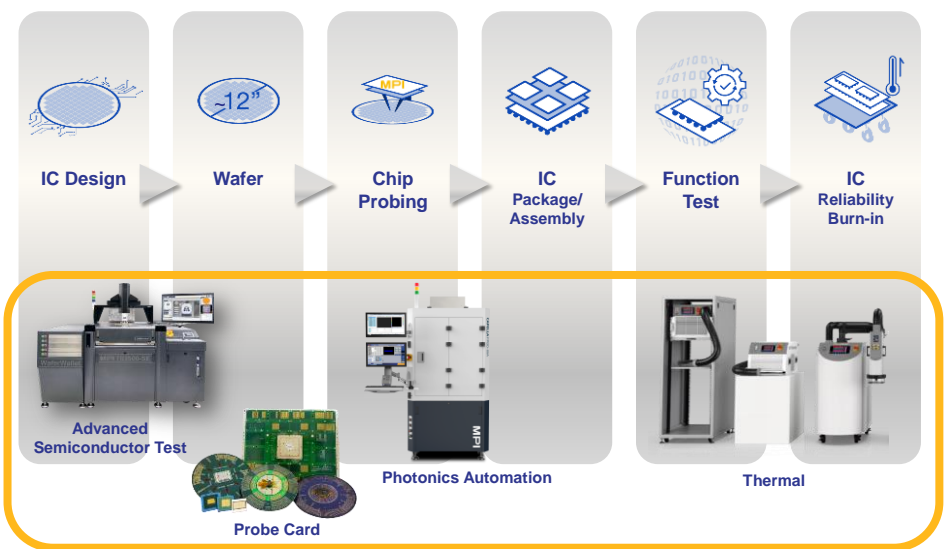 MPI
~12”
IC Design
Wafer
Chip
Probing
IC
Package/
Assembly
Function
Test
IC
Reliability
Burn-in
Advanced
Semiconductor Test
MPI
Photonics Automation
Thermal
Probe Card